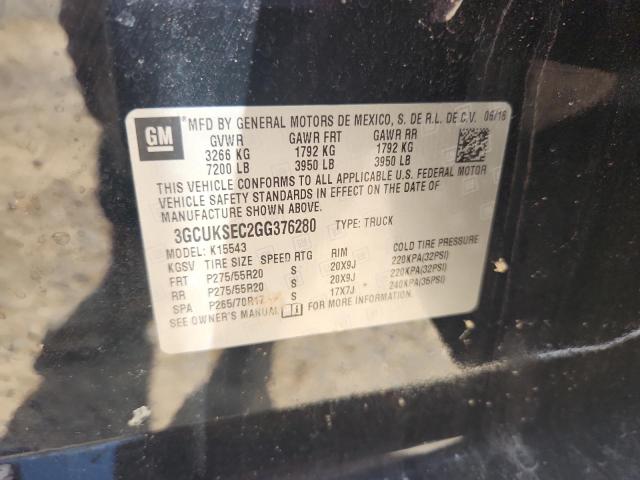 GM
MFD BY GENERAL MOTORS DE MEXICO, S. DE R.L. DE C.V. 06/16
GVWR GAWR FRT GAWR RR
3266 KG 1792 KG 1792 KG
7200 LB 3950 LB 3950 LB
THIS VEHICLE CONFORMS TO ALL APPLICABLE U.S. FEDERAL MOTOR
VEHICLE SAFETY STANDARDS IN EFFECT ON THE DATE OF
MANUFACTURE SHOWN ABOVE.
3GCUKSEC2GG376280 TYPE: TRUCK
MODEL: K15543
KGSV TIRE SIZE SPEED RTG RIM COLD TIRE PRESSURE
FRT P275/55R20 S 20X9J 220KPA(32PSI)
RR P275/55R20 S 20X9J 220KPA(32PSI)
SPA P265/70R17 S 17X7J 240KPA(35PSI)
SEE OWNER'S MANUAL FOR MORE INFORMATION